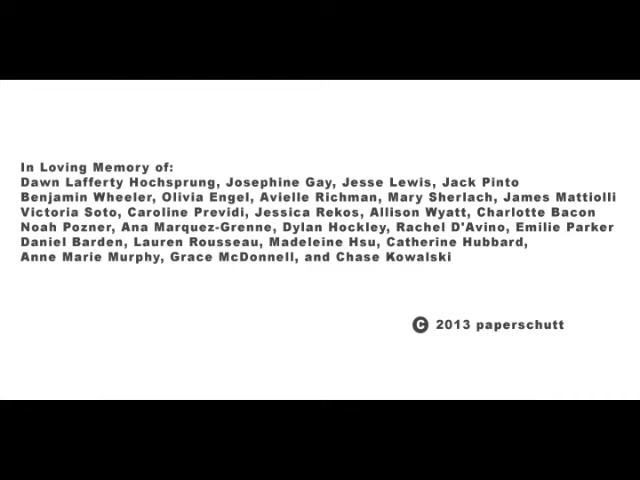 In Loving Memory of:
Dawn Lafferty Hochsprung, Josephine Gay, Jesse Lewis, Jack Pinto
Benjamin Wheeler, Olivia Engel, Avielle Richman, Mary Sherlach, James Mattiolli
Victoria Soto, Caroline Previdi, Jessica Rekos, Allison Wyatt, Charlotte Bacon
Noah Pozner, Ana Marquez-Grenne, Dylan Hockley, Rachel D'Avino, Emilie Parker
Daniel Barden, Lauren Rousseau, Madeleine Hsu, Catherine Hubbard,
Anne Marie Murphy, Grace McDonnell, and Chase Kowalski
© 2013 paperschutt